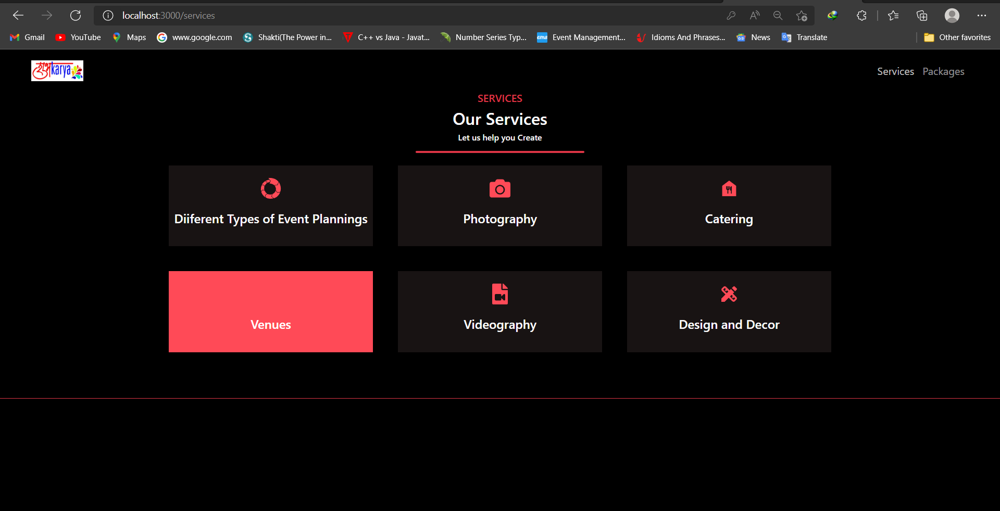 localhost:3000/services
Gmail YouTube Maps www.google.com Shakti(The Power in... C++ vs Java - Javat... Number Series Typ... Event Management... Idioms And Phrases... News Translate Other favorites
शुभkarya Services Packages
SERVICES
Our Services
Let us help you Create
Diiferent Types of Event Plannings Photography Catering
Venues Videography Design and Decor